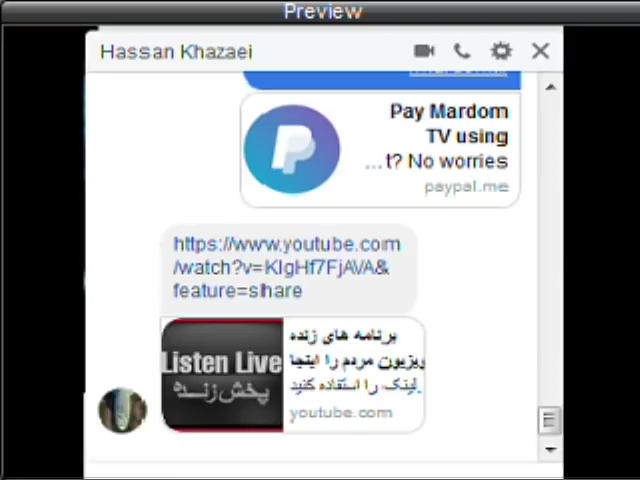 Preview
Hassan Khazaei
Pay Mardom
TV using
...t? No worries
paypal.me
https://www.youtube.com
/watch?v=KIgHf7FjAVA&
feature=share
Listen Live
پخش زنده
برنامه های زنده
ویزیون مردم را اینجا
لینک را استفاده کنید.
youtube.com